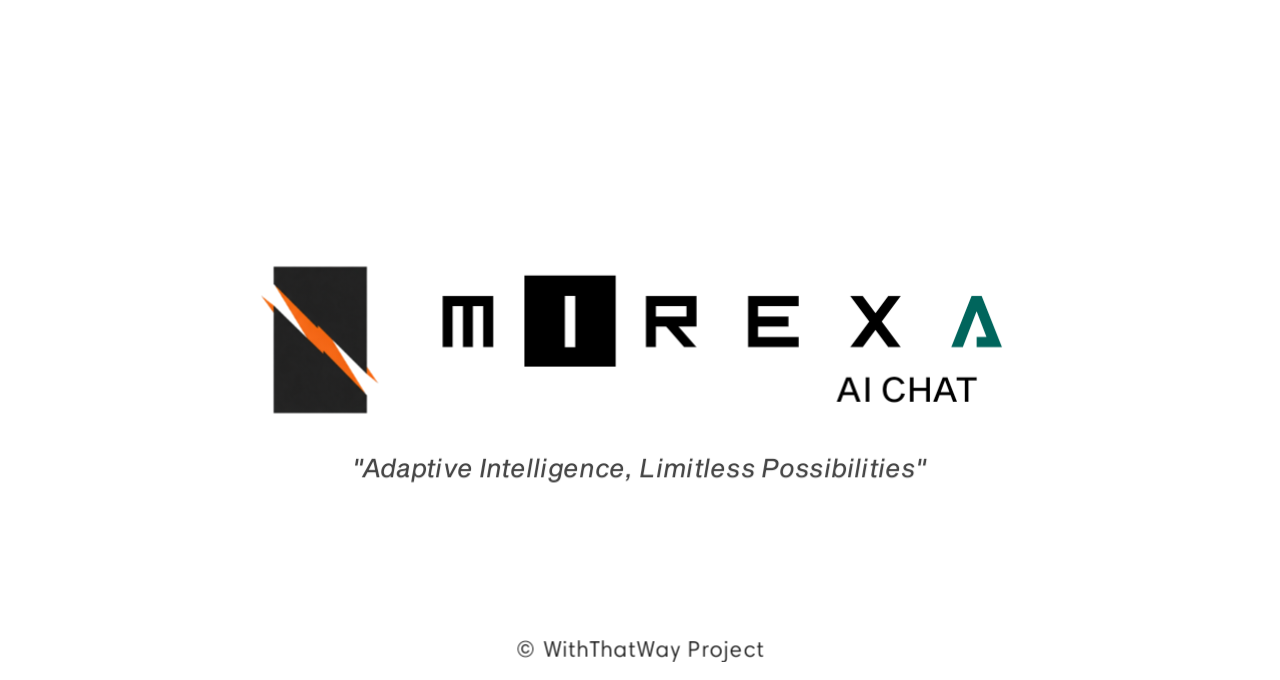 MIREXA
AI CHAT
"Adaptive Intelligence, Limitless Possibilities"
© WithThatWay Project